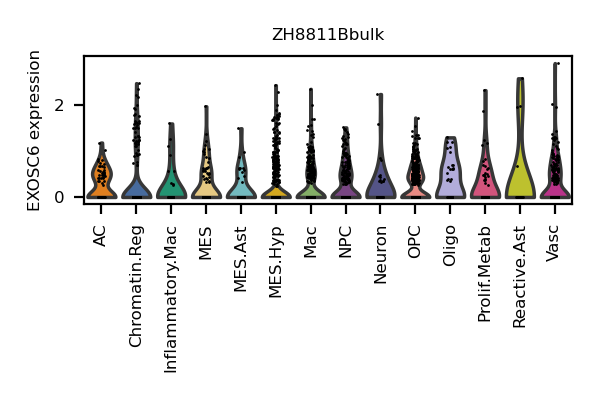 ZH8811Bbulk
EXOSC6 expression
2
0
AC
Chromatin.Reg
Inflammatory.Mac
MES
MES.Ast
MES.Hyp
Mac
NPC
Neuron
OPC
Oligo
Prolif.Metab
Reactive.Ast
Vasc